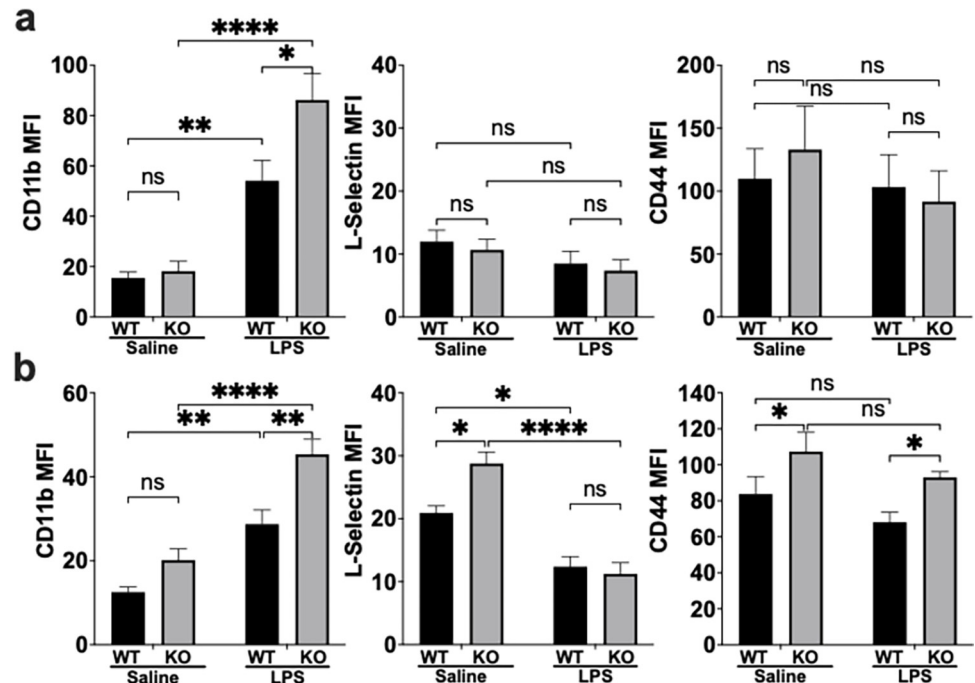 a
CD11b MFI
100
80
60
40
20
0
ns
**
****
*
WT KO WT KO
Saline LPS
L-Selectin MFI
40
30
20
10
0
ns
ns
ns
ns
WT KO WT KO
Saline LPS
CD44 MFI
200
150
100
50
0
ns
ns
ns
ns
WT KO WT KO
Saline LPS
b
CD11b MFI
60
40
20
0
ns
****
**
**
WT KO WT KO
Saline LPS
L-Selectin MFI
40
30
20
10
0
*
*
****
ns
WT KO WT KO
Saline LPS
CD44 MFI
140
120
100
80
60
40
20
0
ns
*
ns
*
WT KO WT KO
Saline LPS